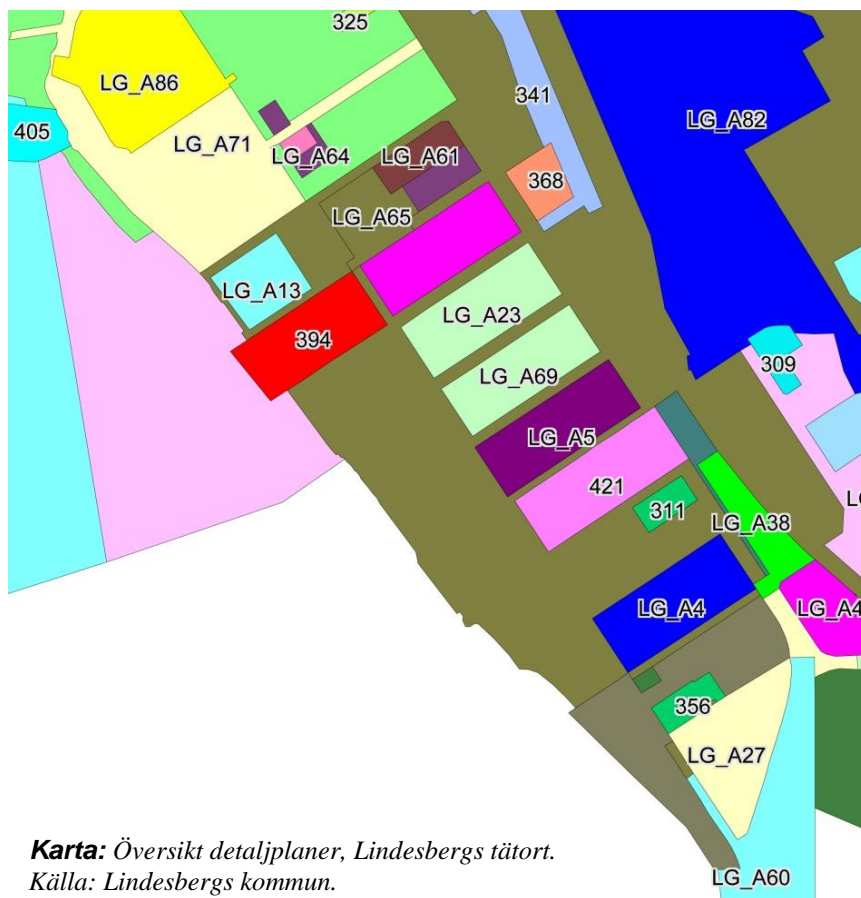 325
LG_A86
341
LG_A82
405
LG_A71
LG_A64
LG_A61
368
LG_A65
LG_A13
LG_A23
394
309
LG_A69
LG_A5
421
311
LG_A38
LG_A4
LG_A4
356
LG_A27
LG_A60
Karta: Översikt detaljplaner, Lindesbergs tätort.
Källa: Lindesbergs kommun.